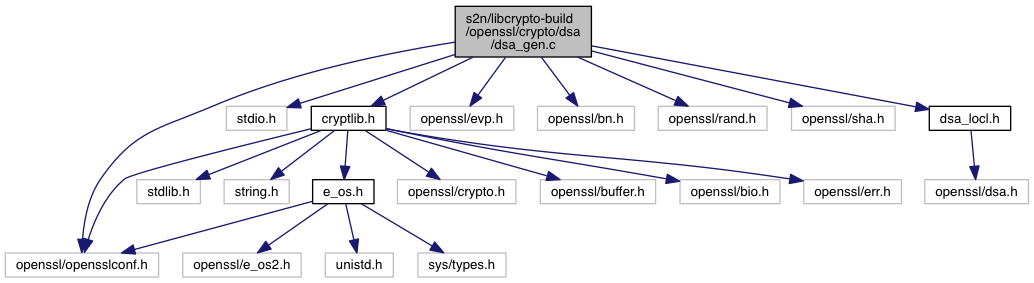 s2n/libcrypto-build
/openssl/crypto/dsa
/dsa_gen.c
stdio.h
cryptlib.h
openssl/evp.h
openssl/bn.h
openssl/rand.h
openssl/sha.h
dsa_locl.h
stdlib.h
string.h
e_os.h
openssl/crypto.h
openssl/buffer.h
openssl/bio.h
openssl/err.h
openssl/dsa.h
openssl/opensslconf.h
openssl/e_os2.h
unistd.h
sys/types.h